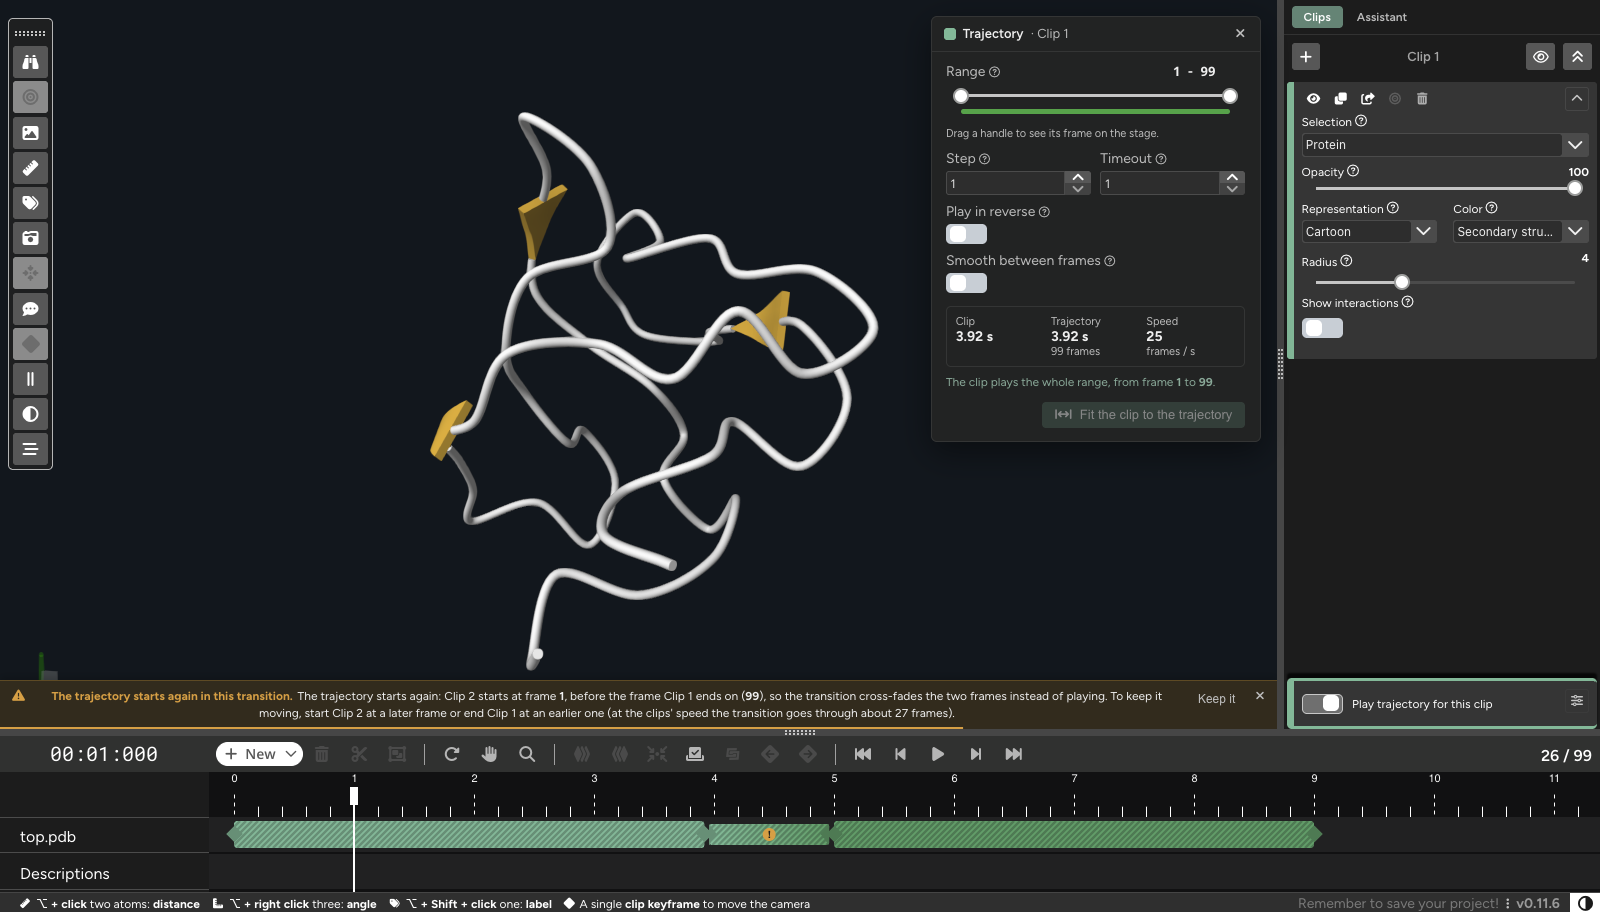 Trajectory · Clip 1
Range 1 - 99
Drag a handle to see its frame on the stage.
Step Timeout
1 1
Play in reverse
Smooth between frames
Clip Trajectory Speed
3.92 s 3.92 s 25
99 frames frames / s
The clip plays the whole range, from frame 1 to 99.
Fit the clip to the trajectory
Clips Assistant
Clip 1
Selection
Protein
Opacity 100
Representation Color
Cartoon Secondary stru...
Radius 4
Show interactions
Play trajectory for this clip
The trajectory starts again in this transition. The trajectory starts again: Clip 2 starts at frame 1, before the frame Clip 1 ends on (99), so the transition cross-fades the two frames instead of playing. To keep it
moving, start Clip 2 at a later frame or end Clip 1 at an earlier one (at the clips' speed the transition goes through about 27 frames).
Keep it
00:01:000 + New 26 / 99
0 1 2 3 4 5 6 7 8 9 10 11
top.pdb
Descriptions
⌥ + click two atoms: distance ⌥ + right click three: angle ⌥ + Shift + click one: label A single clip keyframe to move the camera Remember to save your project! v0.11.6